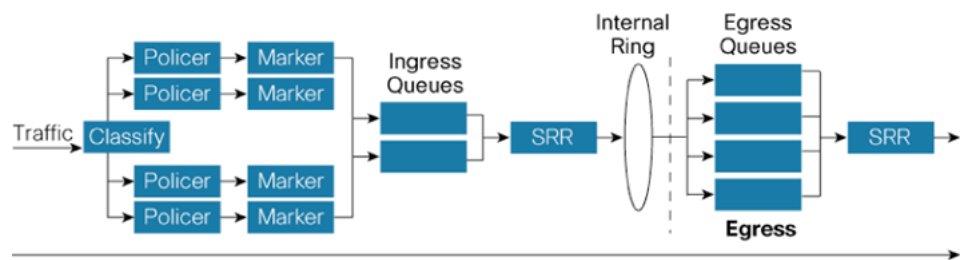 Traffic
Classify
Policer
Marker
Policer
Marker
Policer
Marker
Policer
Marker
Ingress
Queues
SRR
Internal
Ring
Egress
Queues
Egress
SRR